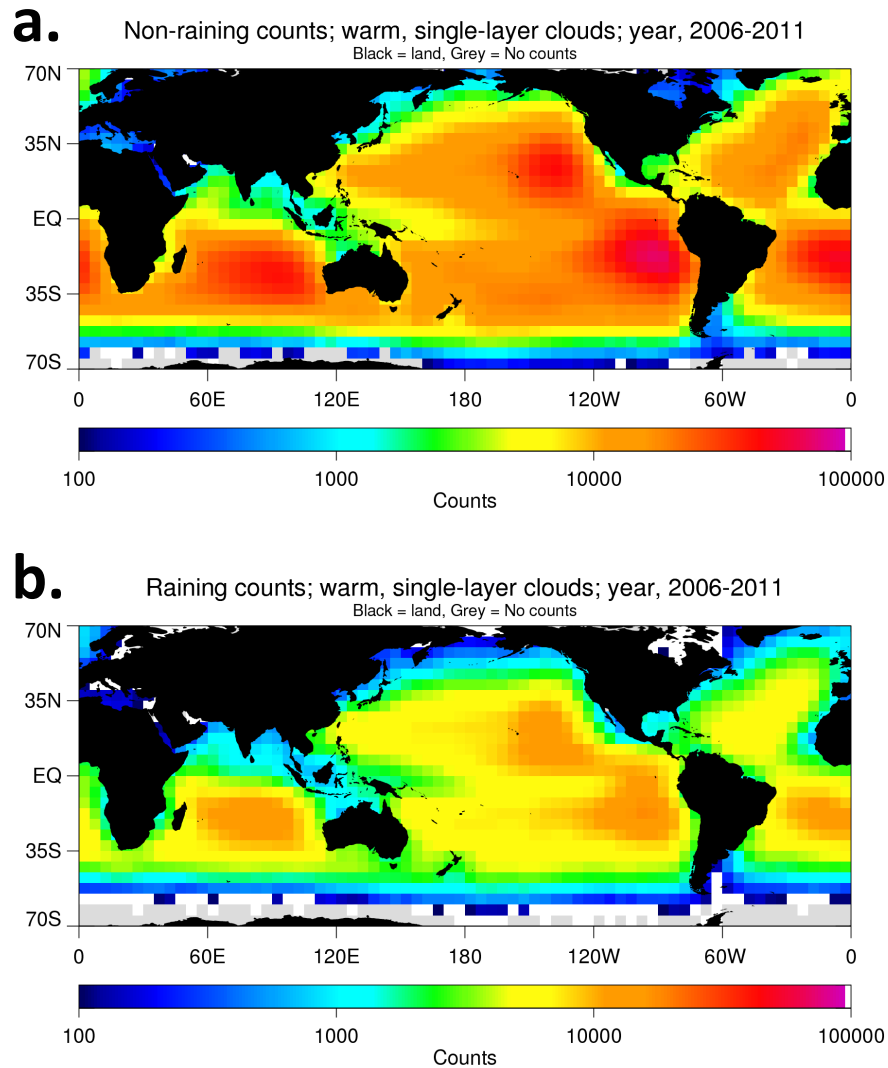 a.
Non-raining counts; warm, single-layer clouds; year, 2006-2011
Black = land, Grey = No counts
70N
35N
EQ
35S
70S
0 60E 120E 180 120W 60W 0
100 1000 10000 100000
Counts
b.
Raining counts; warm, single-layer clouds; year, 2006-2011
Black = land, Grey = No counts
70N
35N
EQ
35S
70S
0 60E 120E 180 120W 60W 0
100 1000 10000 100000
Counts